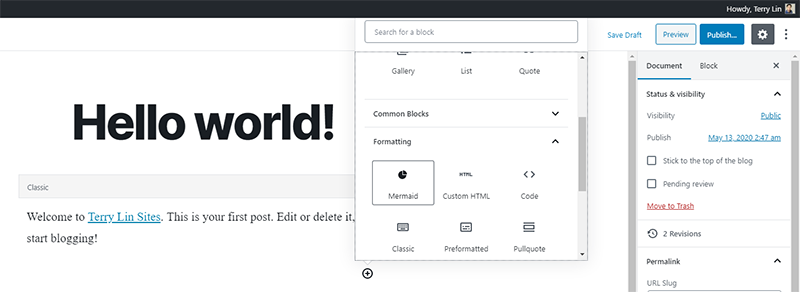 Howdy, Terry Lin
Search for a block
Save Draft
Preview
Publish...
Gallery
List
Quote
Common Blocks
Formatting
Mermaid
HTML
Custom HTML
Code
Classic
Preformatted
Pullquote
Hello world!
Classic
Welcome to Terry Lin Sites. This is your first post. Edit or delete it,
start blogging!
Document
Block
Status & visibility
Visibility
Public
Publish
May 13, 2020 2:47 am
Stick to the top of the blog
Pending review
Move to Trash
2 Revisions
Permalink
URL Slug